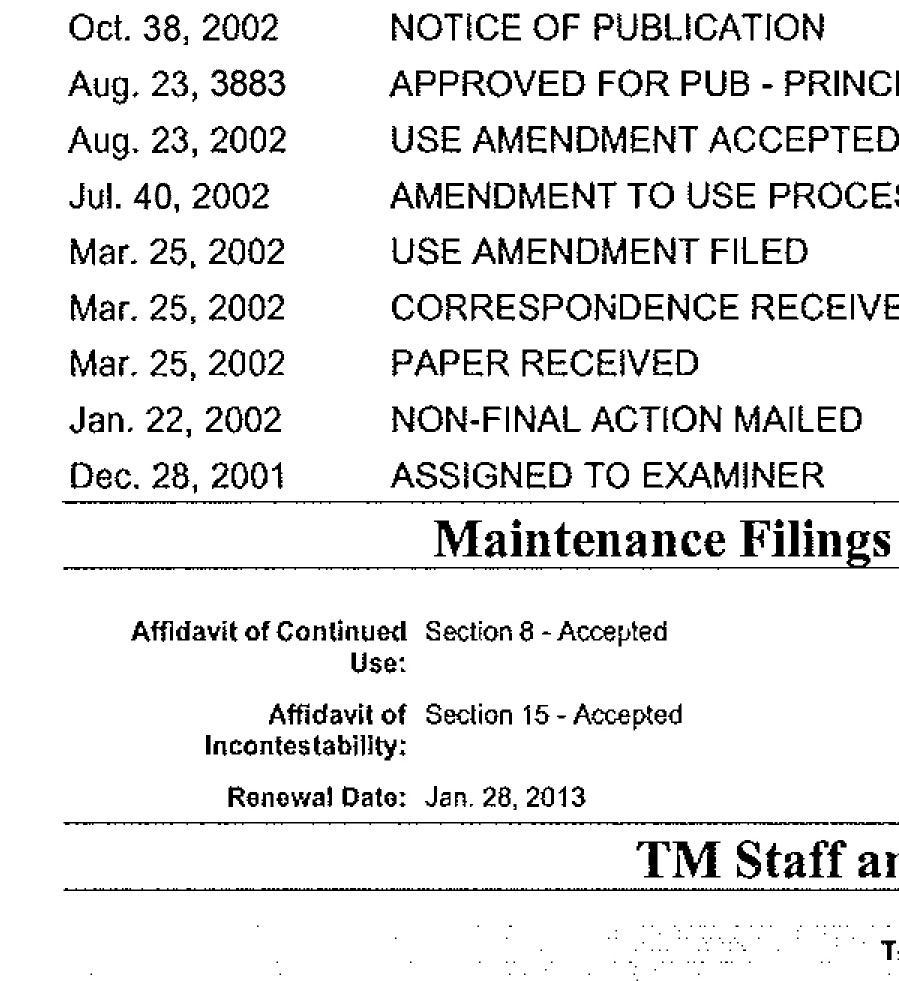 Oct. 38, 2002 NOTICE OF PUBLICATION
Aug. 23, 3883 APPROVED FOR PUB - PRINCI
Aug. 23, 2002 USE AMENDMENT ACCEPTED
Jul. 40, 2002 AMENDMENT TO USE PROCES
Mar. 25, 2002 USE AMENDMENT FILED
Mar. 25, 2002 CORRESPONDENCE RECEIVE
Mar. 25, 2002 PAPER RECEIVED
Jan. 22, 2002 NON-FINAL ACTION MAILED
Dec. 28, 2001 ASSIGNED TO EXAMINER
Maintenance Filings
Affidavit of Continued Section 8 - Accepted
Use:
Affidavit of Section 15 - Accepted
Incontestability:
Renewal Date: Jan. 28, 2013
TM Staff an